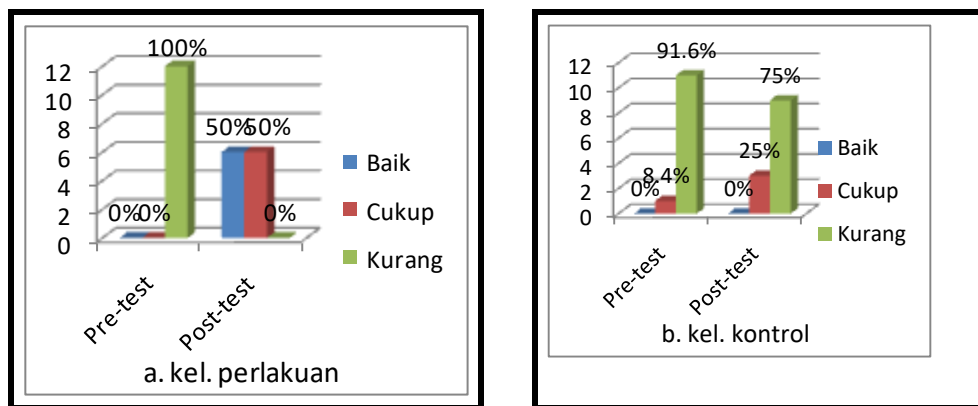 100%
12
10
8
6
4
2
0
0%
0%
50%
50%
0%
Baik
Cukup
Kurang
Pre-test
Post-test
a. kel. perlakuan
91.6%
75%
12
10
8
6
4
2
0
0%
8.4%
0%
25%
Baik
Cukup
Kurang
Pre-test
Post-test
b. kel. kontrol